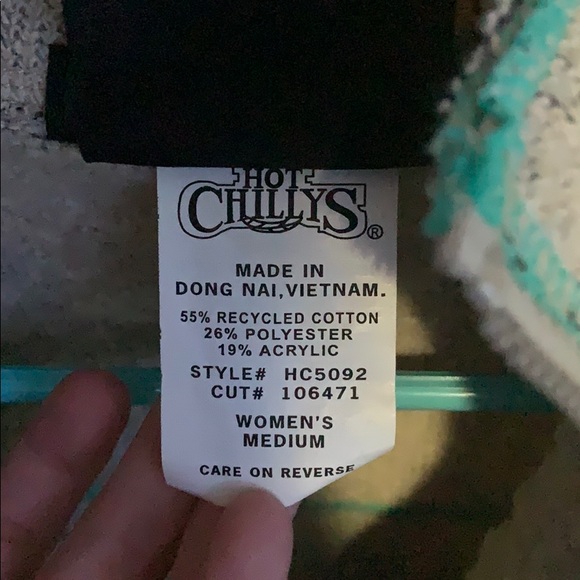 HOT
CHILLYS®
MADE IN
DONG NAI,VIETNAM.
55% RECYCLED COTTON
26% POLYESTER
19% ACRYLIC
STYLE# HC5092
CUT# 106471
WOMEN'S
MEDIUM
CARE ON REVERSE